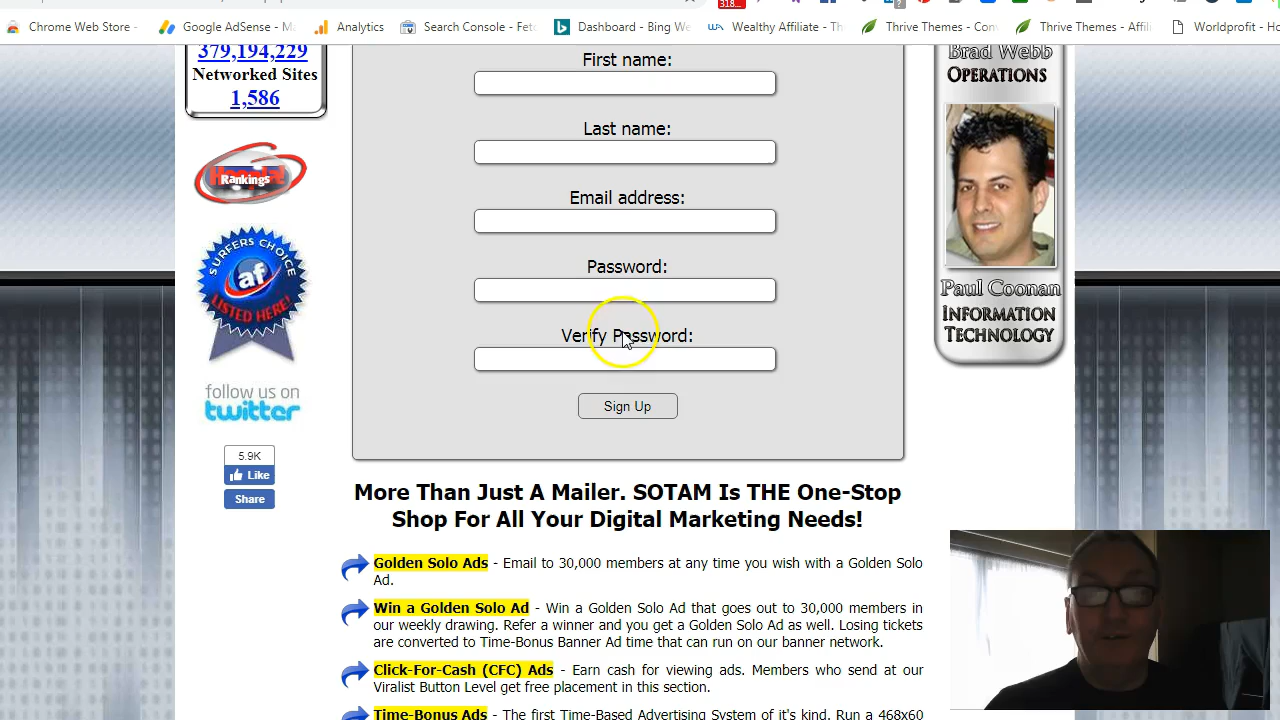 318...
Chrome Web Store -
Google AdSense - Ma
Analytics
Search Console - Fetc
Dashboard - Bing We
Wealthy Affiliate - Th
Thrive Themes - Con
Thrive Themes - Affili
Worldprofit - Ho
379,194,229
Networked Sites
1,586
Rankings
SURFERS CHOICE
af
LISTED HERE!
follow us on
twitter
5.9K
Like
Share
First name:
Last name:
Email address:
Password:
Verify Password:
Sign Up
More Than Just A Mailer. SOTAM Is THE One-Stop
Shop For All Your Digital Marketing Needs!
Golden Solo Ads - Email to 30,000 members at any time you wish with a Golden Solo
Ad.
Win a Golden Solo Ad - Win a Golden Solo Ad that goes out to 30,000 members in
our weekly drawing. Refer a winner and you get a Golden Solo Ad as well. Losing tickets
are converted to Time-Bonus Banner Ad time that can run on our banner network.
Click-For-Cash (CFC) Ads - Earn cash for viewing ads. Members who send at our
Viralist Button Level get free placement in this section.
Time-Bonus Ads - The first Time-Based Advertising System of it's kind. Run a 468x60
Brad Webb
OPERATIONS
Paul Coonan
INFORMATION
TECHNOLOGY